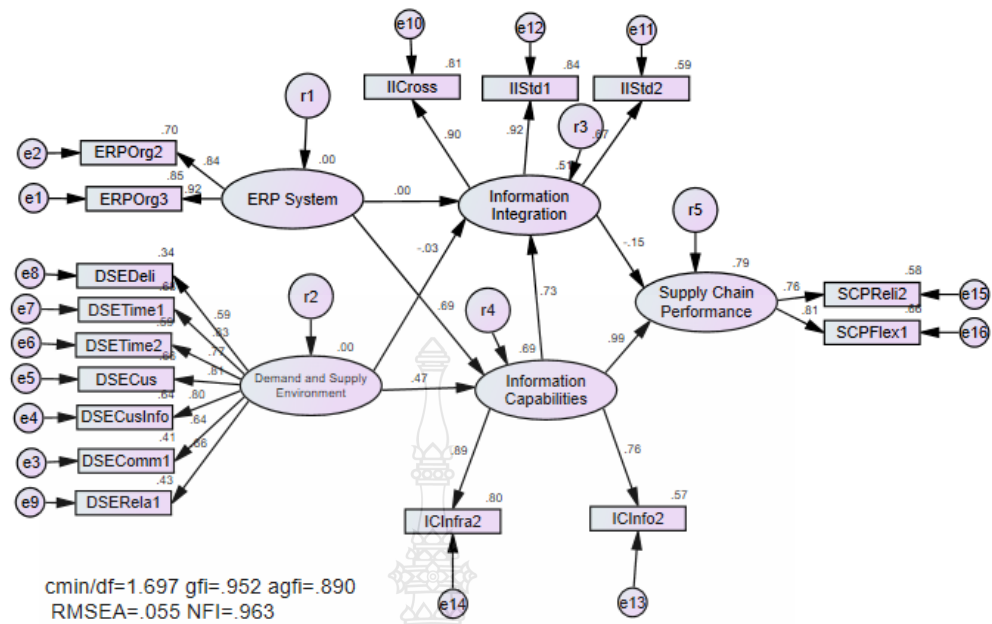 e10
e12
e11
.81
.84
.59
IICross
IIStd1
IIStd2
r1
r3
.90
.92
.67
.70
e2
ERPOrg2
.84
.00
.51
.85
e1
ERPOrg3
.92
ERP System
.00
Information
Integration
r5
-.03
-.15
.34
e8
DSEDeli
.79
.58
e7
DSETime1
.59
r2
.69
r4
.73
Supply Chain
Performance
.76
SCPReli2
e15
.83
.59
.81
.66
e6
DSETime2
.77
.00
.69
.99
SCPFlex1
e16
.66
e5
DSECus
.81
Demand and Supply
Environment
.47
Information
Capabilities
.64
.80
e4
DSECusInfo
.64
.41
e3
DSEComm1
.66
.89
.76
.43
e9
DSERela1
.80
.57
ICInfra2
ICInfo2
cmin/df=1.697 gfi=.952 agfi=.890
RMSEA=.055 NFI=.963
e14
e13